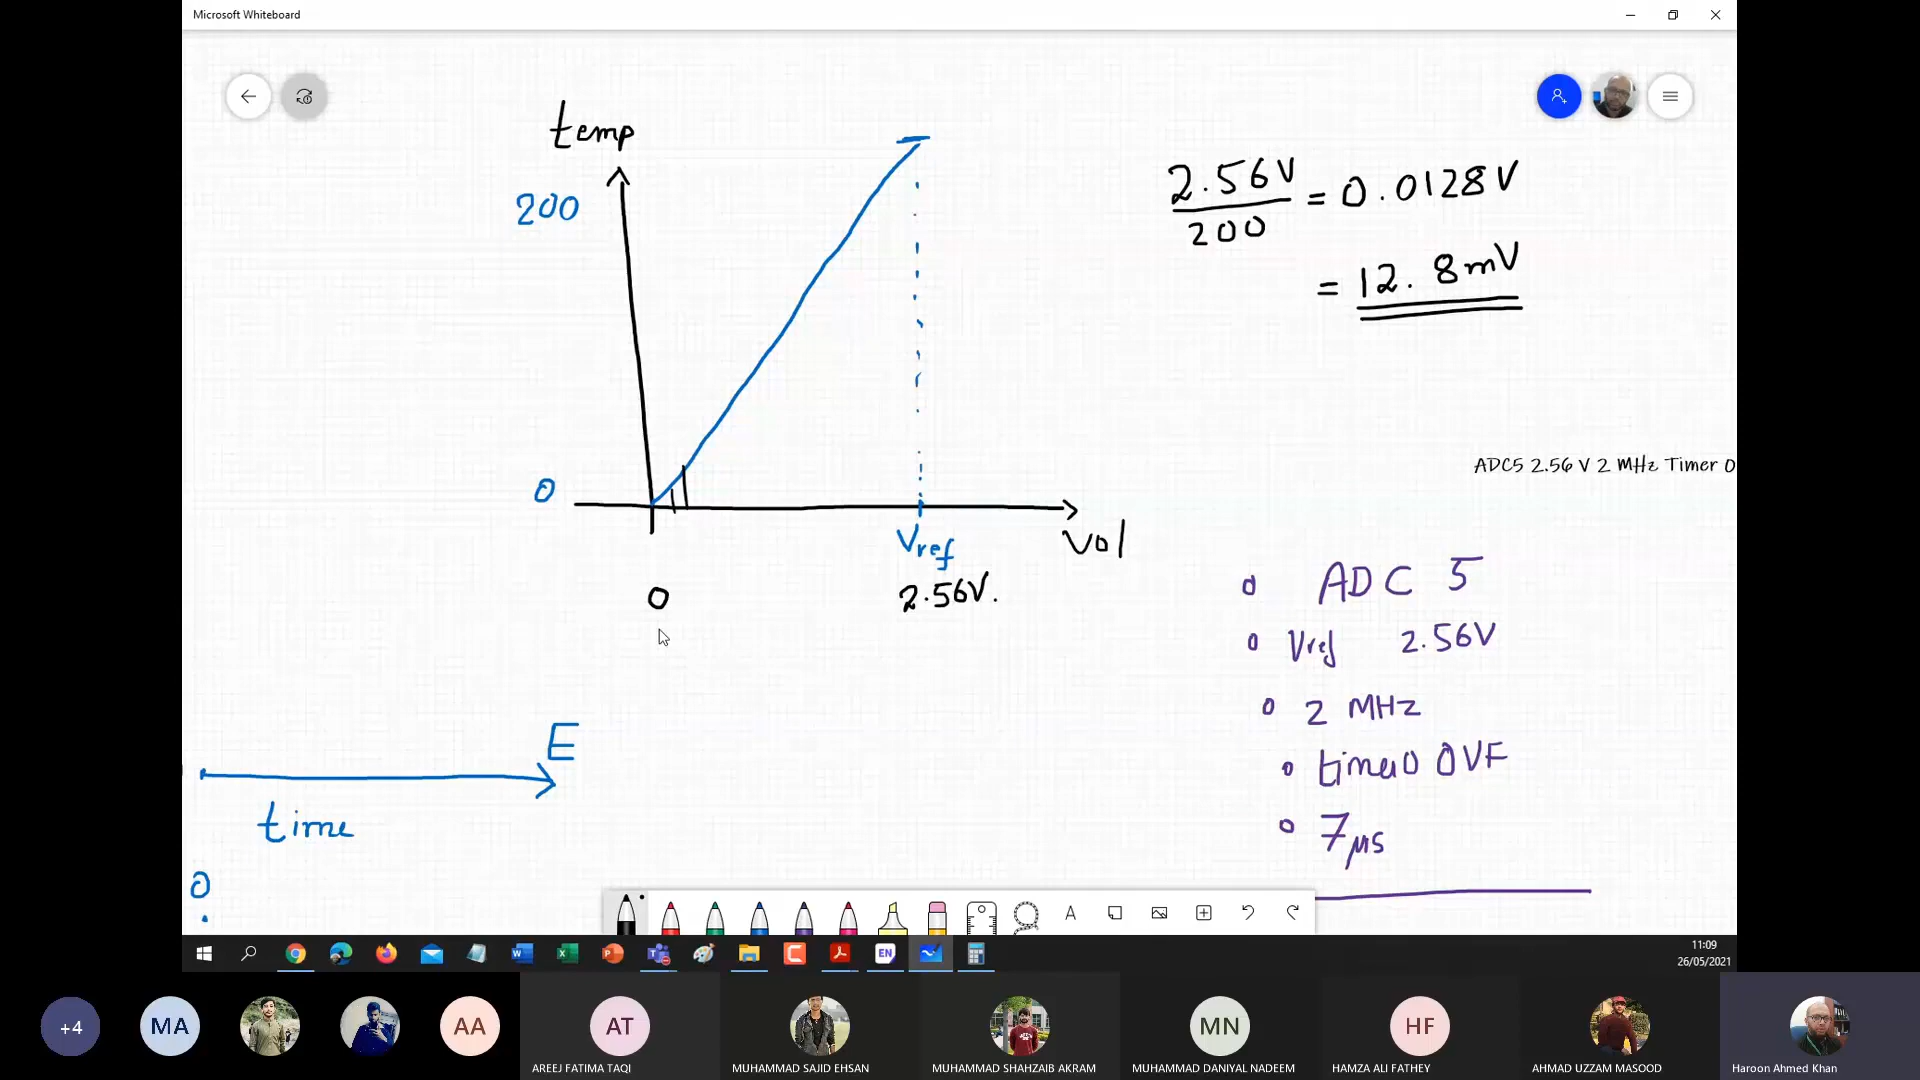 Microsoft Whiteboard
temp
200
0
Vref
2.56V.
Vol
0
2.56V
200
= 0.0128V
= 12.8mV
ADC5 2.56 V 2 MHz Timer 0
ADC 5
Vref 2.56V
2 MHz
timer0 OVF
7µs
E
time
0
A
EN
11:09
26/05/2021
+4
MA
AA
AT
AREEJ FATIMA TAQI
MUHAMMAD SAJID EHSAN
MUHAMMAD SHAHZAIB AKRAM
MN
MUHAMMAD DANIYAL NADEEM
HF
HAMZA ALI FATHEY
AHMAD UZZAM MASOOD
Haroon Ahmed Khan